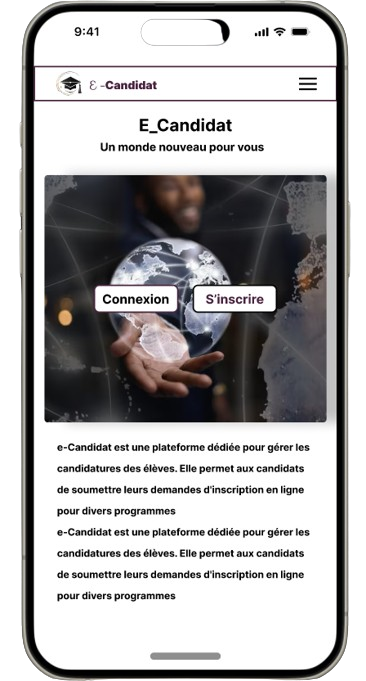 9:41
ℰ -Candidat
E_Candidat
Un monde nouveau pour vous
Connexion S'inscrire
e-Candidat est une plateforme dédiée pour gérer les
candidatures des élèves. Elle permet aux candidats
de soumettre leurs demandes d'inscription en ligne
pour divers programmes
e-Candidat est une plateforme dédiée pour gérer les
candidatures des élèves. Elle permet aux candidats
de soumettre leurs demandes d'inscription en ligne
pour divers programmes